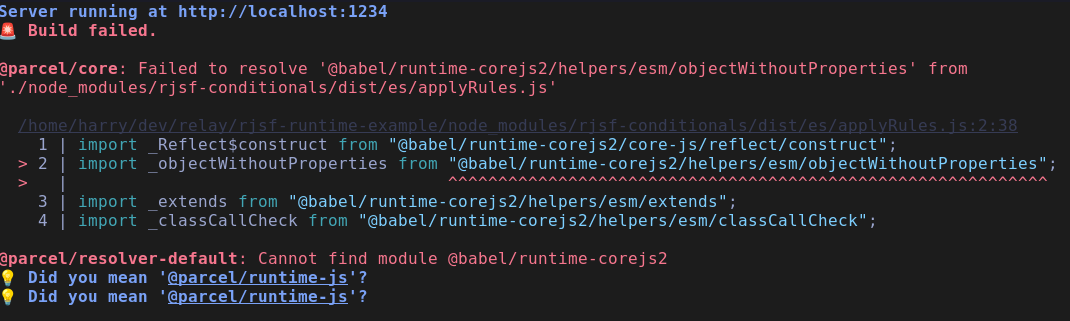 Server running at http://localhost:1234
🚨 Build failed.
@parcel/core: Failed to resolve '@babel/runtime-corejs2/helpers/esm/objectWithoutProperties' from
'./node_modules/rjsf-conditionals/dist/es/applyRules.js'
/home/harry/dev/relay/rjsf-runtime-example/node_modules/rjsf-conditionals/dist/es/applyRules.js:2:38
1 | import _Reflect$construct from "@babel/runtime-corejs2/core-js/reflect/construct";
> 2 | import _objectWithoutProperties from "@babel/runtime-corejs2/helpers/esm/objectWithoutProperties";
> | ^^^^^^^^^^^^^^^^^^^^^^^^^^^^^^^^^^^^^^^^^^^^^^^^^^^^^^^^^^^^
3 | import _extends from "@babel/runtime-corejs2/helpers/esm/extends";
4 | import _classCallCheck from "@babel/runtime-corejs2/helpers/esm/classCallCheck";
@parcel/resolver-default: Cannot find module @babel/runtime-corejs2
💡 Did you mean '@parcel/runtime-js'?
💡 Did you mean '@parcel/runtime-js'?